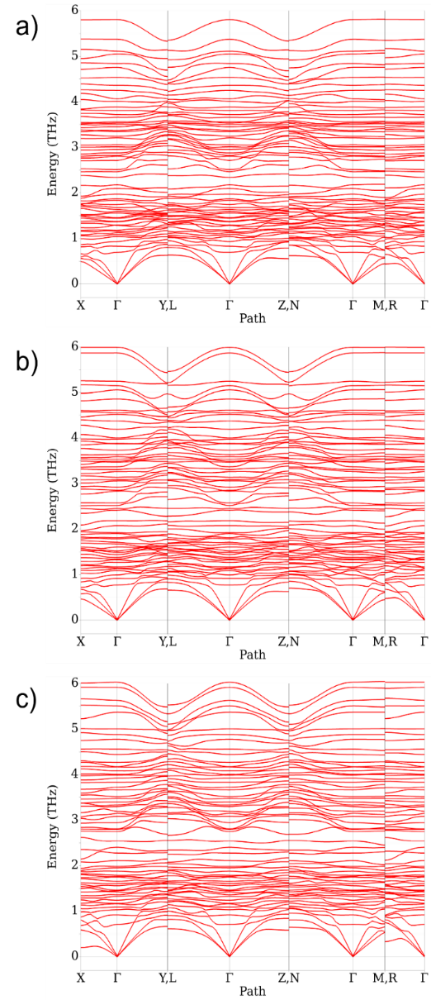 a)
6
5
4
3
2
1
0
Energy (THz)
X Γ Y,L Γ Z,N Γ M,R Γ
Path
b)
6
5
4
3
2
1
0
Energy (THz)
X Γ Y,L Γ Z,N Γ M,R Γ
Path
c)
6
5
4
3
2
1
0
Energy (THz)
X Γ Y,L Γ Z,N Γ M,R Γ
Path